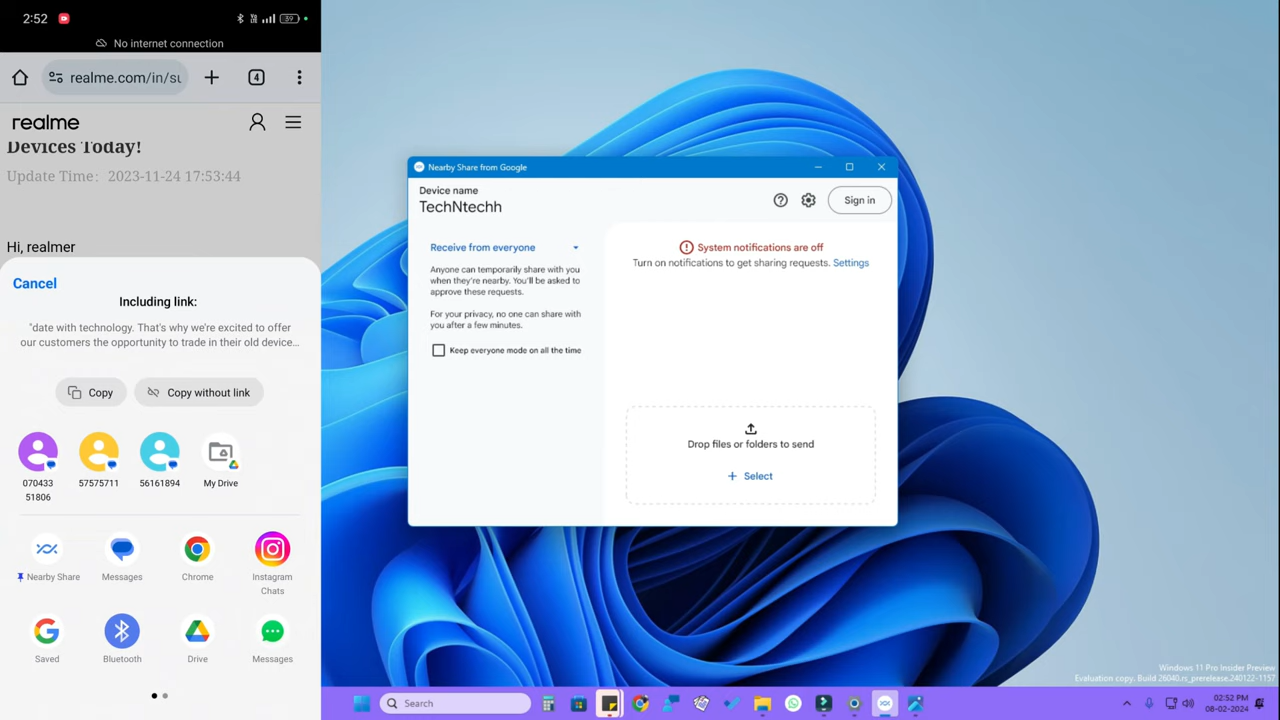 2:52
39
No internet connection
realme.com/in/su
4
realme
Devices Today!
Update Time： 2023-11-24 17:53:44
Hi, realmer
Cancel
Including link:
"date with technology. That's why we're excited to offer
our customers the opportunity to trade in their old device...
Copy
Copy without link
070433
51806
57575711
56161894
My Drive
Nearby Share
Messages
Chrome
Instagram
Chats
Saved
Bluetooth
Drive
Messages
Nearby Share from Google
Device name
TechNtechh
Sign in
Receive from everyone
Anyone can temporarily share with you
when they're nearby. You'll be asked to
approve these requests.
For your privacy, no one can share with
you after a few minutes.
Keep everyone mode on all the time
System notifications are off
Turn on notifications to get sharing requests. Settings
Drop files or folders to send
+ Select
Windows 11 Pro Insider Preview
Evaluation copy. Build 26040.rs_prerelease.240122-1157
Search
02:52 PM
08-02-2024